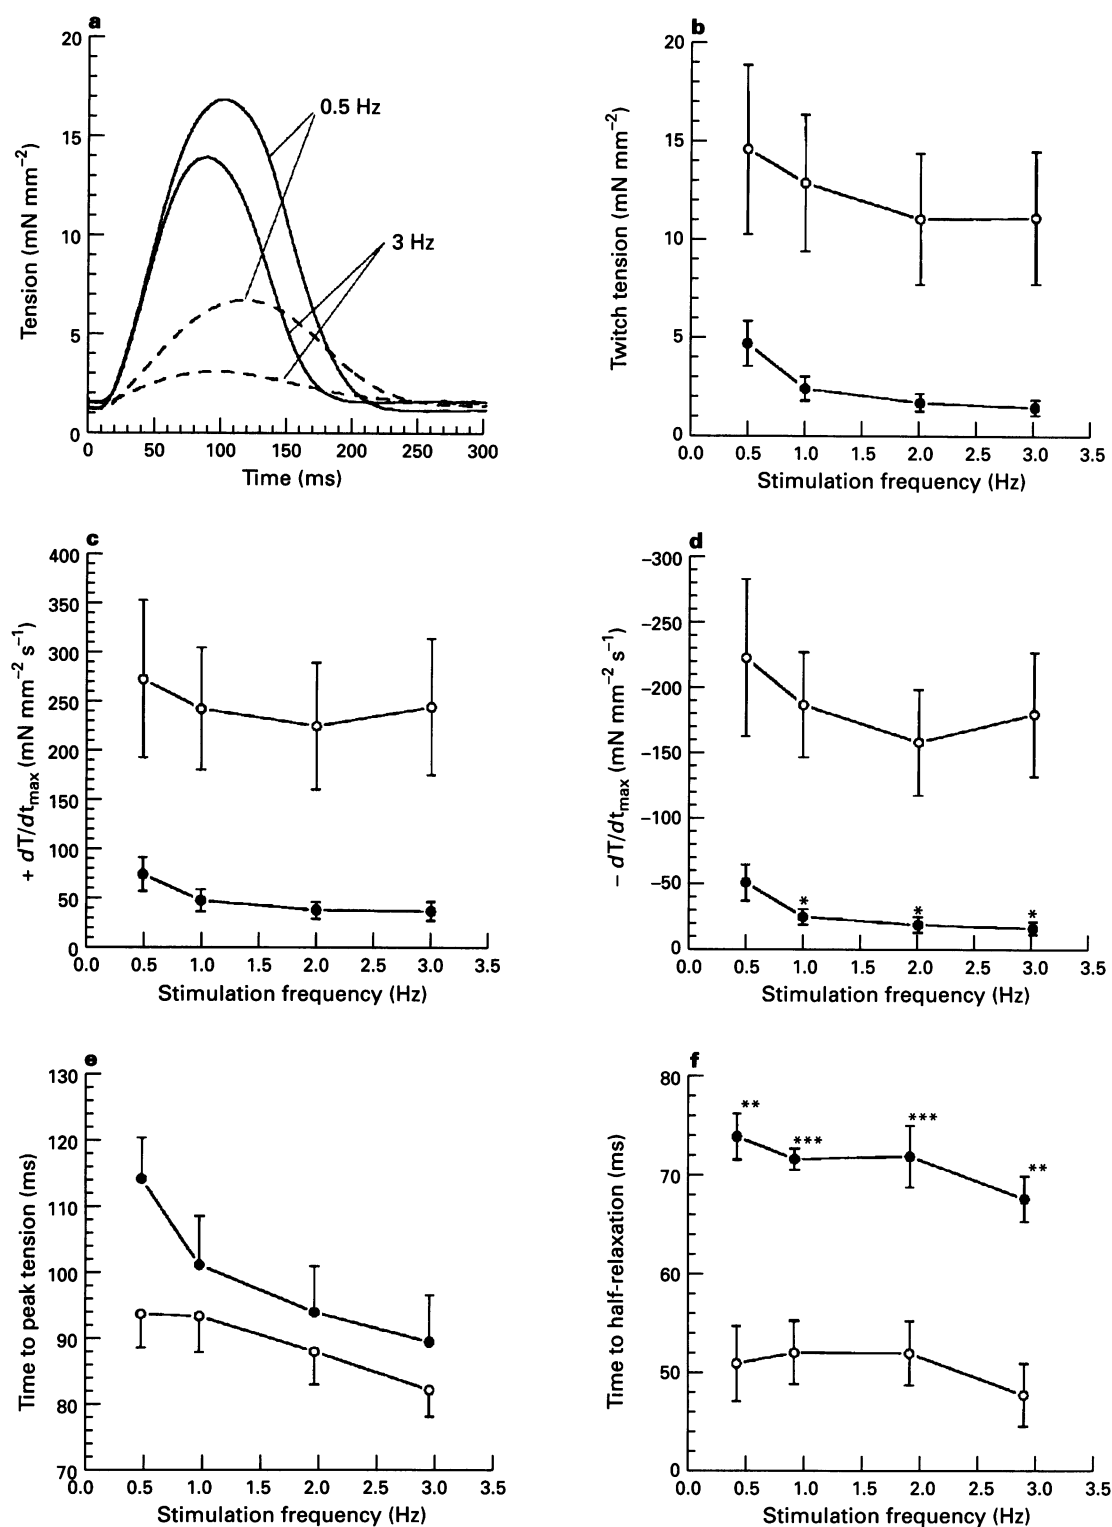 a
20
15
10
5
0
Tension (mN mm−2)
0.5 Hz
3 Hz
0 50 100 150 200 250 300
Time (ms)
b
20
15
10
5
0
Twitch tension (mN mm−2)
0.0 0.5 1.0 1.5 2.0 2.5 3.0 3.5
Stimulation frequency (Hz)
c
400
350
300
250
200
150
100
50
0
+ dT/dtmax (mN mm−2 s−1)
0.0 0.5 1.0 1.5 2.0 2.5 3.0 3.5
Stimulation frequency (Hz)
d
−300
−250
−200
−150
−100
−50
0
− dT/dtmax (mN mm−2 s−1)
* * *
0.0 0.5 1.0 1.5 2.0 2.5 3.0 3.5
Stimulation frequency (Hz)
e
130
120
110
100
90
80
70
Time to peak tension (ms)
0.0 0.5 1.0 1.5 2.0 2.5 3.0 3.5
Stimulation frequency (Hz)
f
80
70
60
50
0
Time to half-relaxation (ms)
** *** *** **
0.0 0.5 1.0 1.5 2.0 2.5 3.0 3.5
Stimulation frequency (Hz)